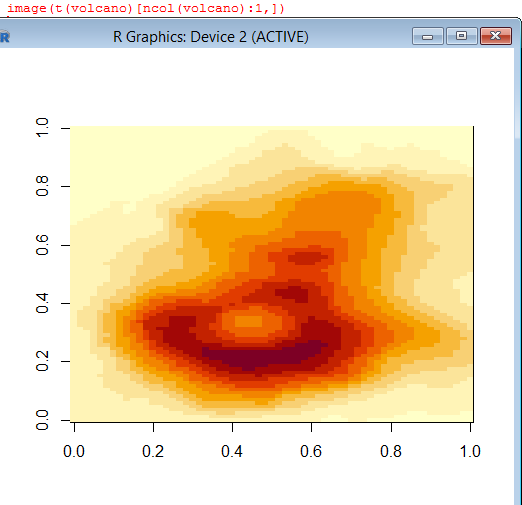 image(t(volcano)[ncol(volcano):1,])
R R Graphics: Device 2 (ACTIVE)
1.0
0.8
0.6
0.4
0.2
0.0
0.0 0.2 0.4 0.6 0.8 1.0